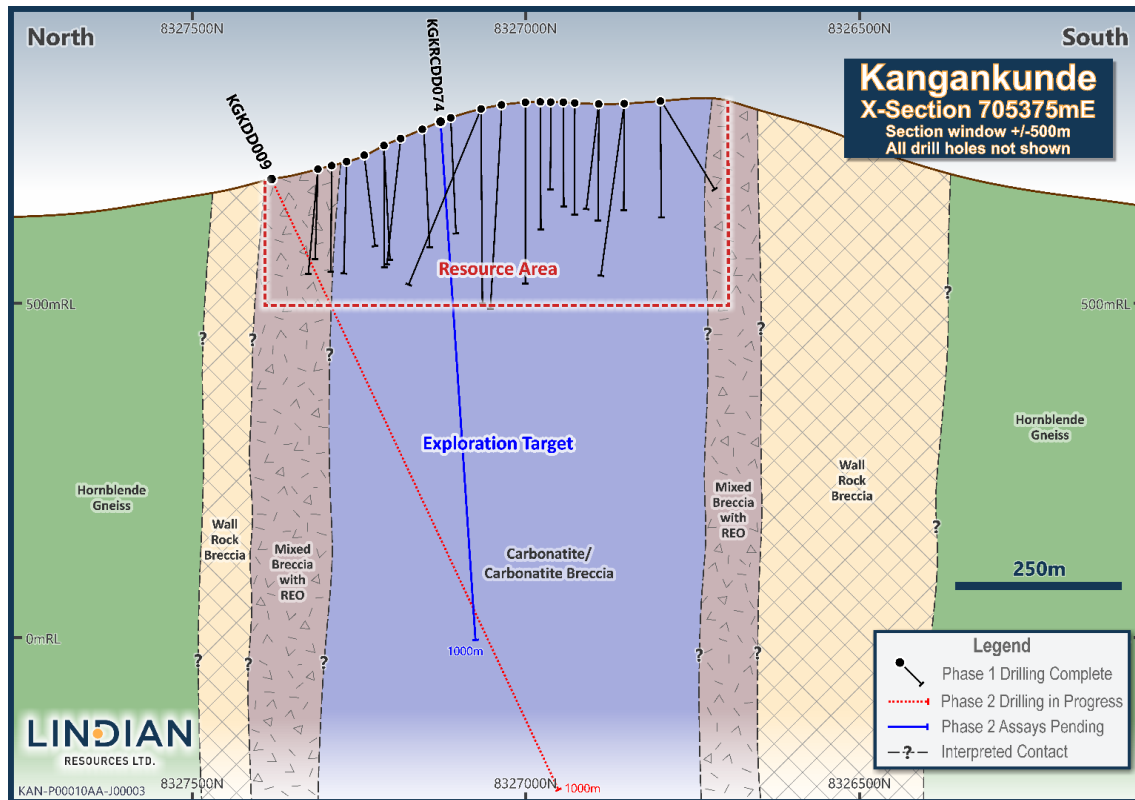 8327500N
8327000N
8326500N
North
South
KGKDD009
KGKRCDD074
Kangankunde
X-Section 705375mE
Section window +/-500m
All drill holes not shown
Resource Area
500mRL
500mRL
?
?
?
?
?
?
Exploration Target
Hornblende
Gneiss
Hornblende
Gneiss
Wall
Rock
Breccia
Mixed
Breccia
with
REO
Carbonatite/
Carbonatite Breccia
Mixed
Breccia
with
REO
Wall
Rock
Breccia
?
250m
0mRL
1000m
?
?
?
?
?
Legend
Phase 1 Drilling Complete
Phase 2 Drilling in Progress
Phase 2 Assays Pending
? Interpreted Contact
LINDIAN
RESOURCES LTD.
KAN-P00010AA-J00003
8327500N
8327000N
8326500N
1000m